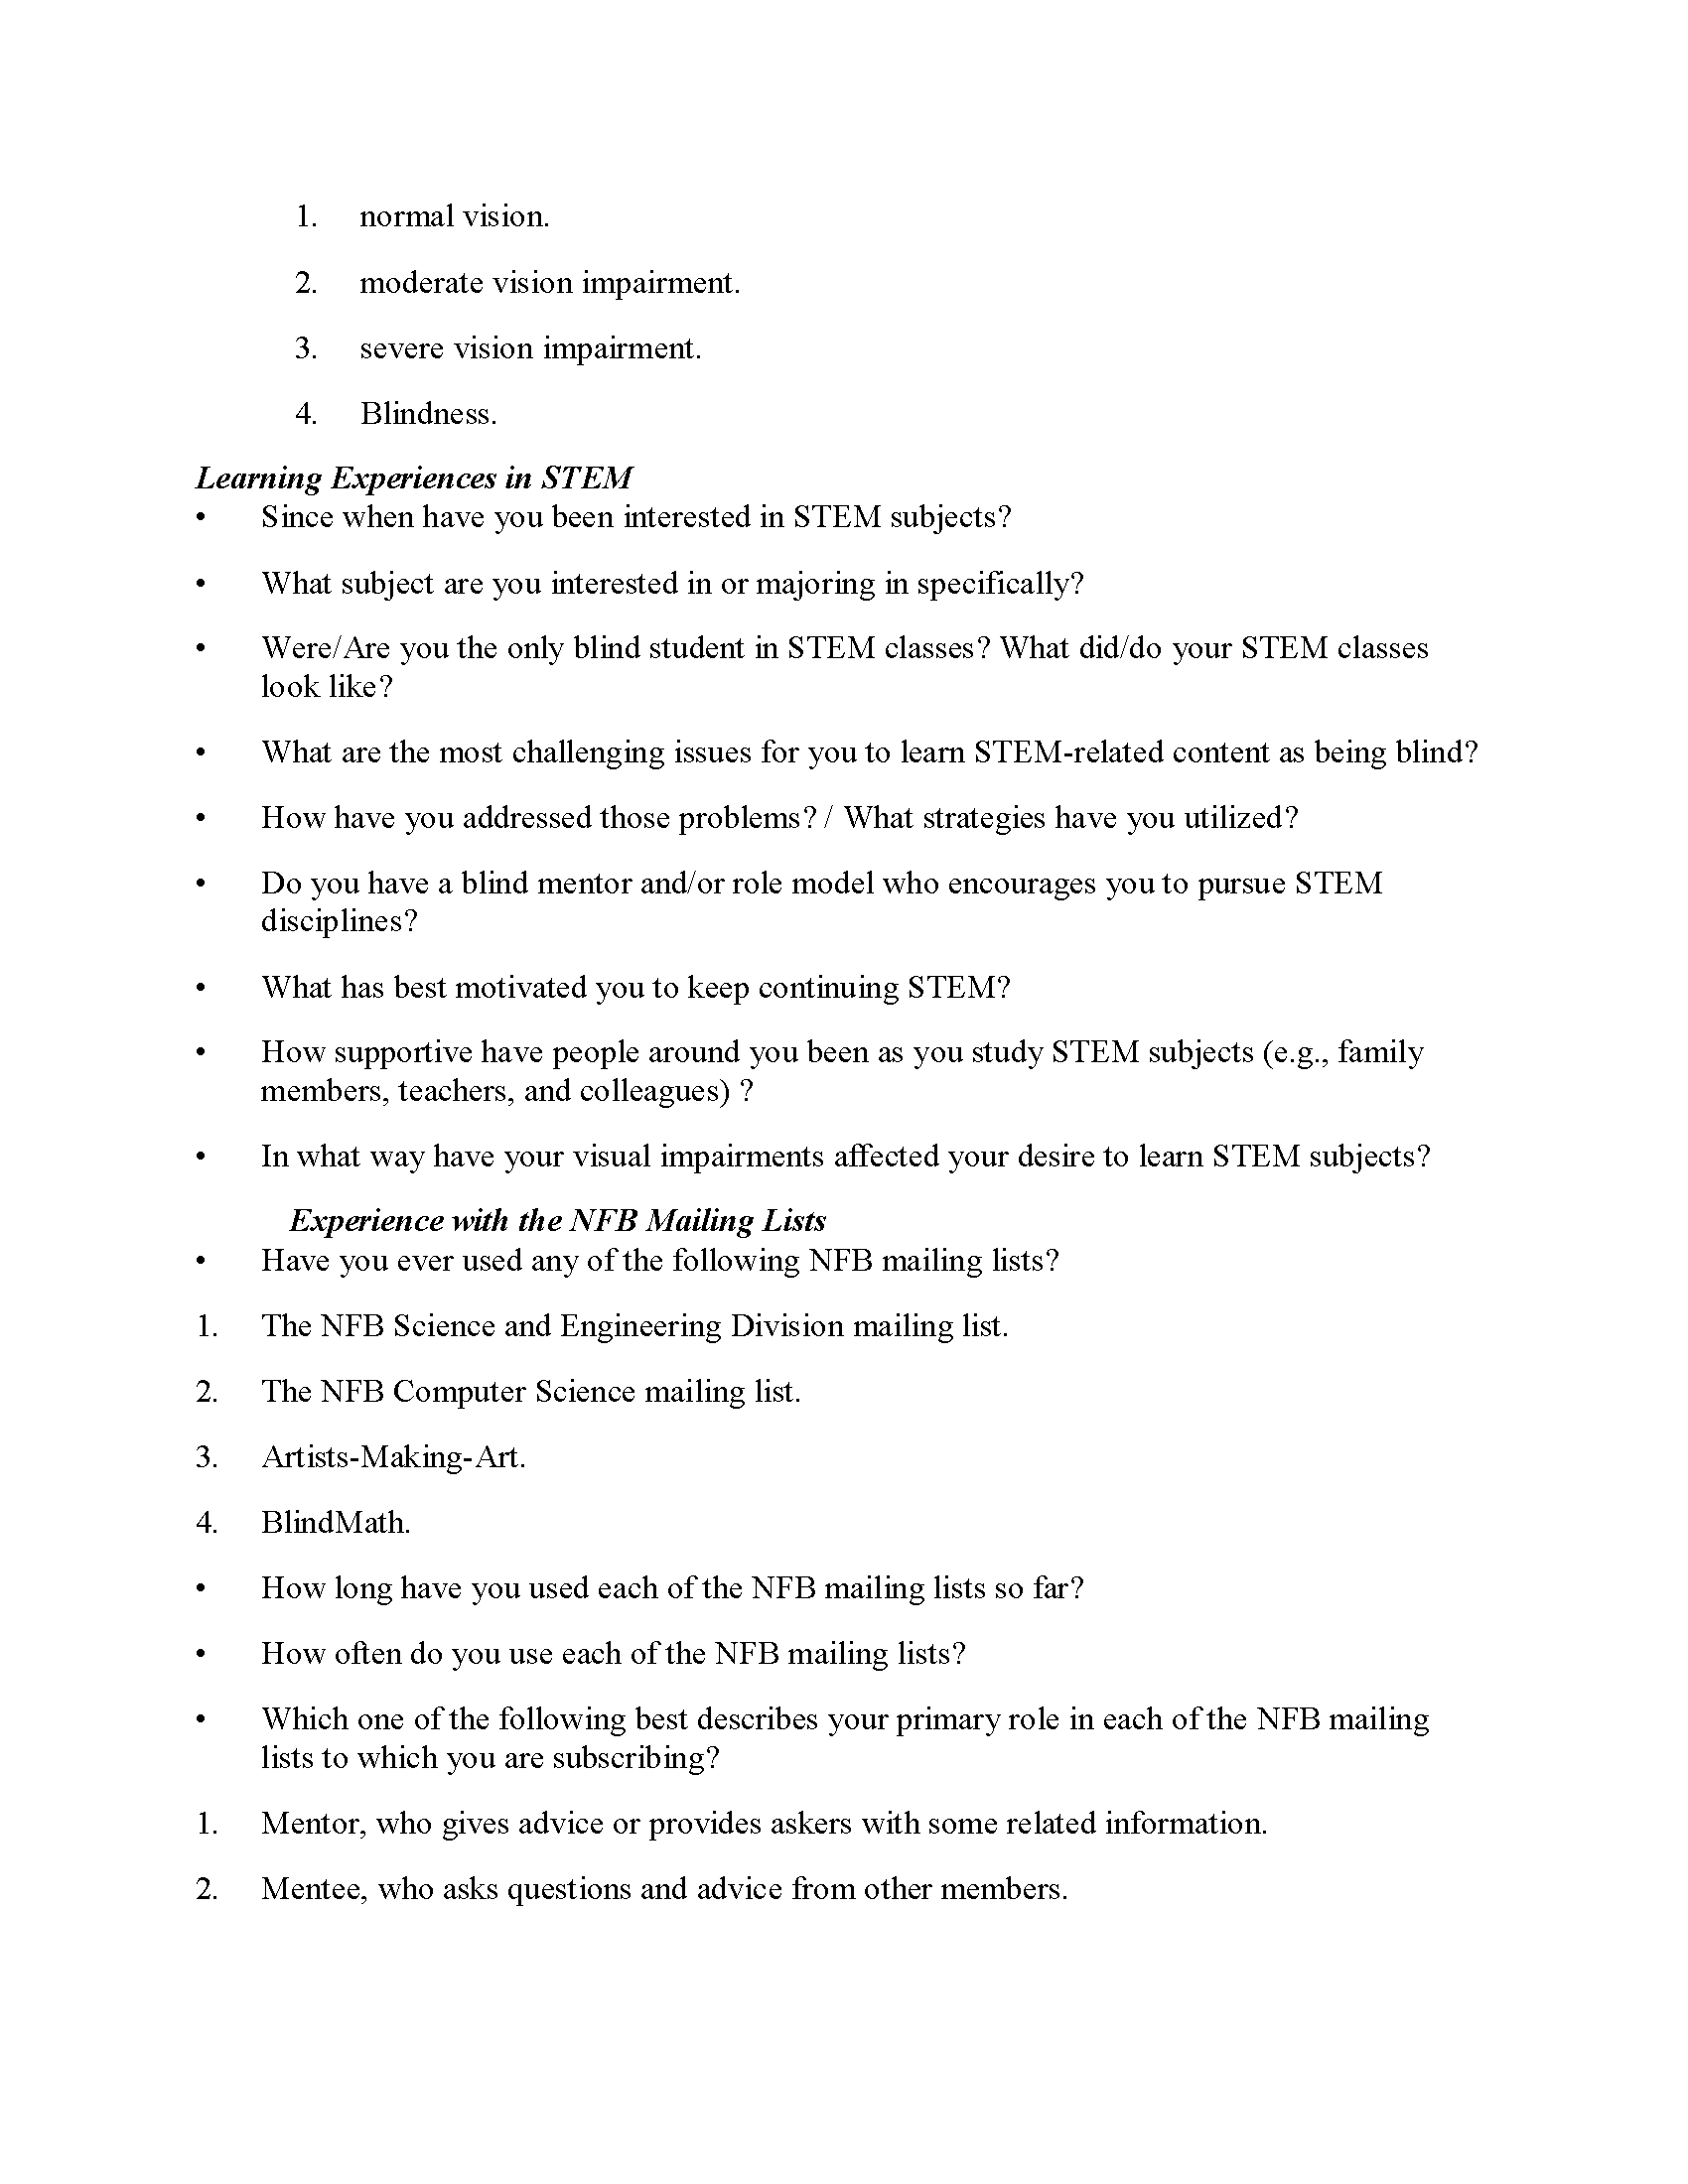 1. normal vision.
2. moderate vision impairment.
3. severe vision impairment.
4. Blindness.
Learning Experiences in STEM
• Since when have you been interested in STEM subjects?
• What subject are you interested in or majoring in specifically?
• Were/Are you the only blind student in STEM classes? What did/do your STEM classes
look like?
• What are the most challenging issues for you to learn STEM-related content as being blind?
• How have you addressed those problems? / What strategies have you utilized?
• Do you have a blind mentor and/or role model who encourages you to pursue STEM
disciplines?
• What has best motivated you to keep continuing STEM?
• How supportive have people around you been as you study STEM subjects (e.g., family
members, teachers, and colleagues) ?
• In what way have your visual impairments affected your desire to learn STEM subjects?
Experience with the NFB Mailing Lists
• Have you ever used any of the following NFB mailing lists?
1. The NFB Science and Engineering Division mailing list.
2. The NFB Computer Science mailing list.
3. Artists-Making-Art.
4. BlindMath.
• How long have you used each of the NFB mailing lists so far?
• How often do you use each of the NFB mailing lists?
• Which one of the following best describes your primary role in each of the NFB mailing
lists to which you are subscribing?
1. Mentor, who gives advice or provides askers with some related information.
2. Mentee, who asks questions and advice from other members.